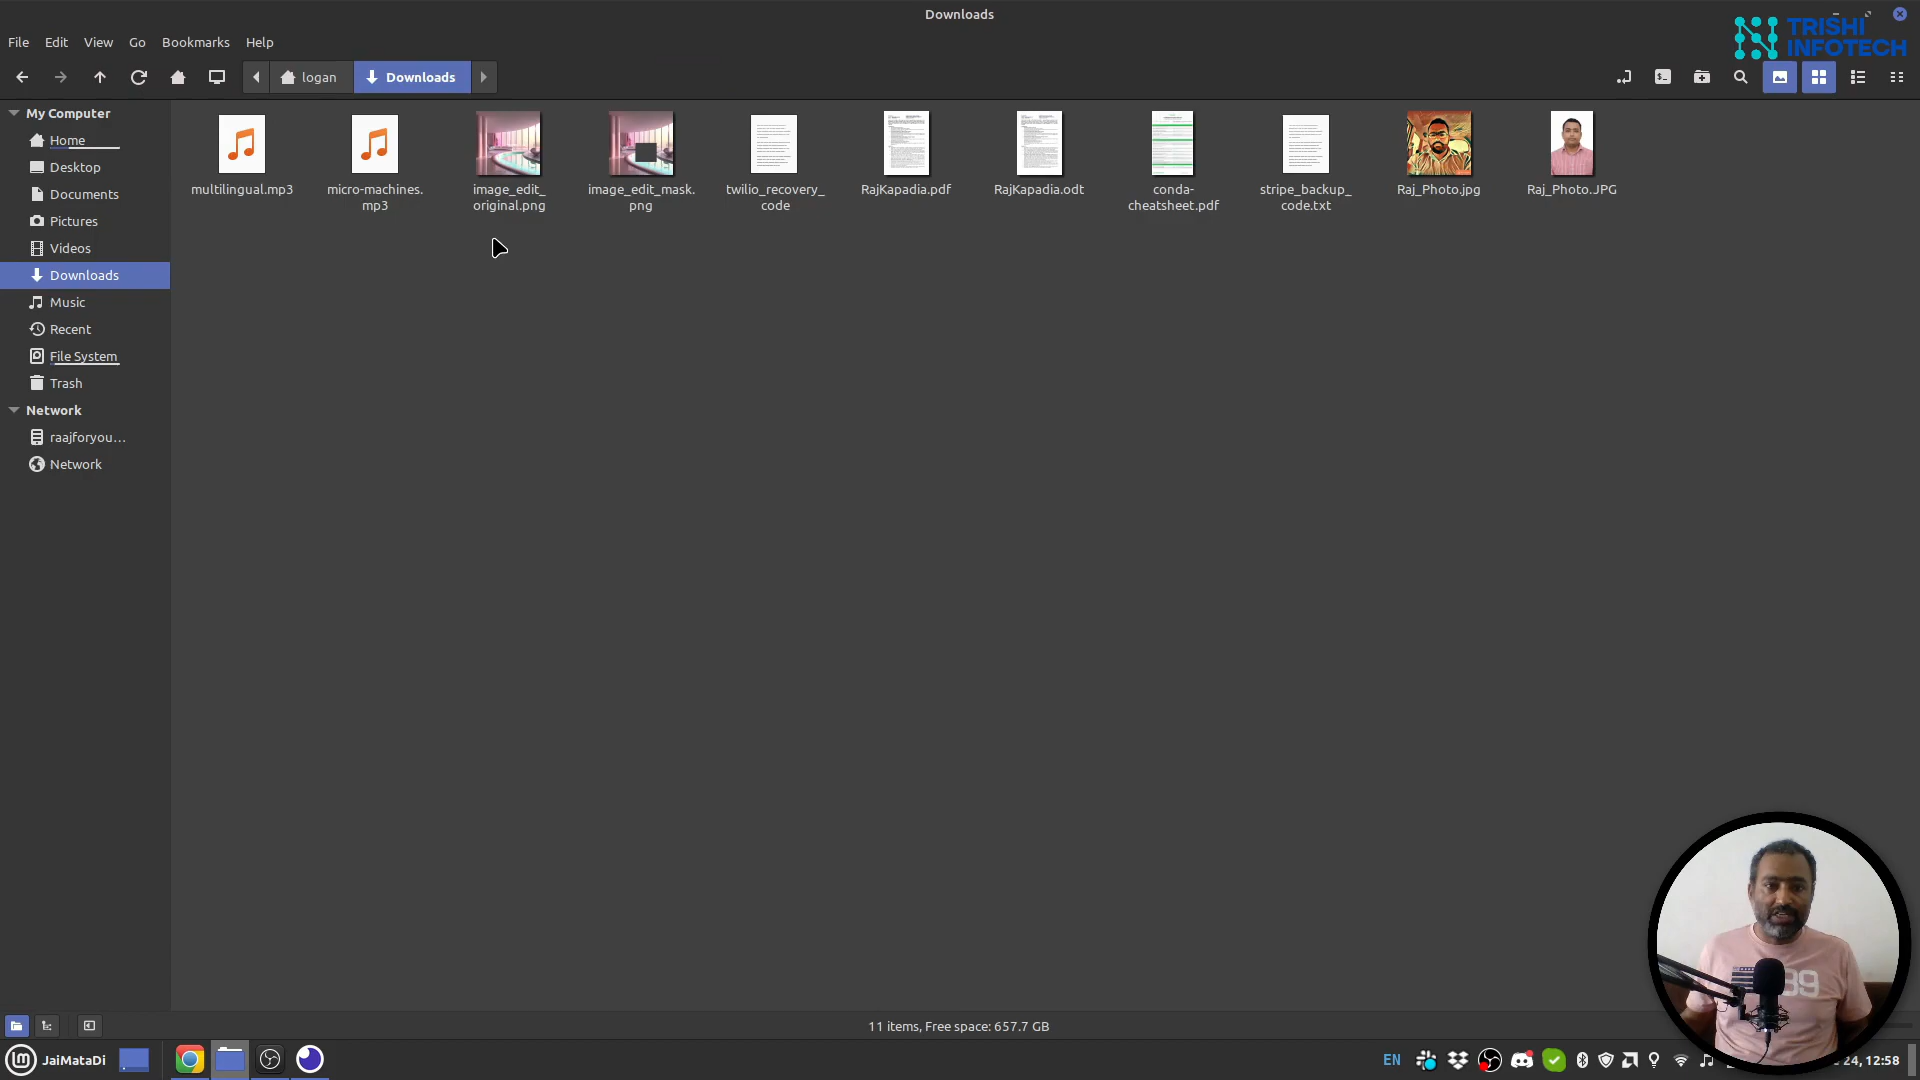 Downloads
TRISHI
INFOTECH
File Edit View Go Bookmarks Help
logan Downloads
My Computer
Home
Desktop
Documents
Pictures
Videos
Downloads
Music
Recent
File System
Trash
Network
raajforyou...
Network
multilingual.mp3
micro-machines.
mp3
image_edit_
original.png
image_edit_mask.
png
twilio_recovery_
code
RajKapadia.pdf
RajKapadia.odt
conda-
cheatsheet.pdf
stripe_backup_
code.txt
Raj_Photo.jpg
Raj_Photo.JPG
89
11 items, Free space: 657.7 GB
JaiMataDi
EN
24, 12:58